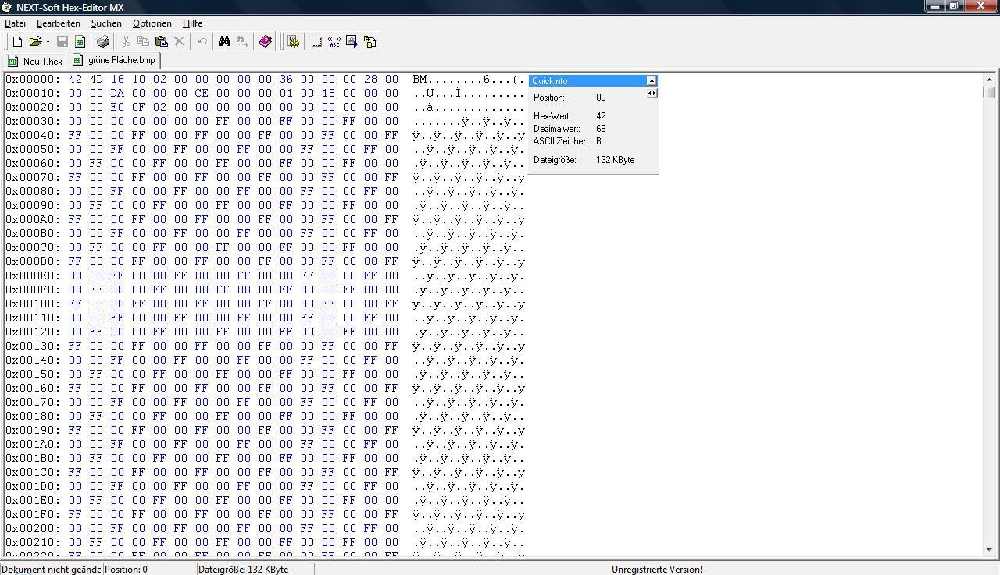 NEXT-Soft Hex-Editor MX
Datei Bearbeiten Suchen Optionen Hilfe
Neu 1.hex grüne Fläche.bmp
0x00000: 42 4D 16 10 02 00 00 00 00 00 36 00 00 00 28 00 BM........6...(.
0x00010: 00 00 DA 00 00 00 CE 00 00 00 01 00 18 00 00 00 ..Ú...Î.........
0x00020: 00 00 E0 0F 02 00 00 00 00 00 00 00 00 00 00 00 ..à.............
0x00030: 00 00 00 00 00 00 00 FF 00 00 FF 00 00 FF 00 00 .......ÿ..ÿ..ÿ..
0x00040: FF 00 00 FF 00 00 FF 00 00 FF 00 00 FF 00 00 FF ÿ..ÿ..ÿ..ÿ..ÿ..ÿ
0x00050: 00 00 FF 00 00 FF 00 00 FF 00 00 FF 00 00 FF 00 ..ÿ..ÿ..ÿ..ÿ..ÿ.
0x00060: 00 FF 00 00 FF 00 00 FF 00 00 FF 00 00 FF 00 00 .ÿ..ÿ..ÿ..ÿ..ÿ..
0x00070: FF 00 00 FF 00 00 FF 00 00 FF 00 00 FF 00 00 FF ÿ..ÿ..ÿ..ÿ..ÿ..ÿ
0x00080: 00 00 FF 00 00 FF 00 00 FF 00 00 FF 00 00 FF 00 ..ÿ..ÿ..ÿ..ÿ..ÿ.
0x00090: 00 FF 00 00 FF 00 00 FF 00 00 FF 00 00 FF 00 00 .ÿ..ÿ..ÿ..ÿ..ÿ..
0x000A0: FF 00 00 FF 00 00 FF 00 00 FF 00 00 FF 00 00 FF ÿ..ÿ..ÿ..ÿ..ÿ..ÿ
0x000B0: 00 00 FF 00 00 FF 00 00 FF 00 00 FF 00 00 FF 00 ..ÿ..ÿ..ÿ..ÿ..ÿ.
0x000C0: 00 FF 00 00 FF 00 00 FF 00 00 FF 00 00 FF 00 00 .ÿ..ÿ..ÿ..ÿ..ÿ..
0x000D0: FF 00 00 FF 00 00 FF 00 00 FF 00 00 FF 00 00 FF ÿ..ÿ..ÿ..ÿ..ÿ..ÿ
0x000E0: 00 00 FF 00 00 FF 00 00 FF 00 00 FF 00 00 FF 00 ..ÿ..ÿ..ÿ..ÿ..ÿ.
0x000F0: 00 FF 00 00 FF 00 00 FF 00 00 FF 00 00 FF 00 00 .ÿ..ÿ..ÿ..ÿ..ÿ..
0x00100: FF 00 00 FF 00 00 FF 00 00 FF 00 00 FF 00 00 FF ÿ..ÿ..ÿ..ÿ..ÿ..ÿ
0x00110: 00 00 FF 00 00 FF 00 00 FF 00 00 FF 00 00 FF 00 ..ÿ..ÿ..ÿ..ÿ..ÿ.
0x00120: 00 FF 00 00 FF 00 00 FF 00 00 FF 00 00 FF 00 00 .ÿ..ÿ..ÿ..ÿ..ÿ..
0x00130: FF 00 00 FF 00 00 FF 00 00 FF 00 00 FF 00 00 FF ÿ..ÿ..ÿ..ÿ..ÿ..ÿ
0x00140: 00 00 FF 00 00 FF 00 00 FF 00 00 FF 00 00 FF 00 ..ÿ..ÿ..ÿ..ÿ..ÿ.
0x00150: 00 FF 00 00 FF 00 00 FF 00 00 FF 00 00 FF 00 00 .ÿ..ÿ..ÿ..ÿ..ÿ..
0x00160: FF 00 00 FF 00 00 FF 00 00 FF 00 00 FF 00 00 FF ÿ..ÿ..ÿ..ÿ..ÿ..ÿ
0x00170: 00 00 FF 00 00 FF 00 00 FF 00 00 FF 00 00 FF 00 ..ÿ..ÿ..ÿ..ÿ..ÿ.
0x00180: 00 FF 00 00 FF 00 00 FF 00 00 FF 00 00 FF 00 00 .ÿ..ÿ..ÿ..ÿ..ÿ..
0x00190: FF 00 00 FF 00 00 FF 00 00 FF 00 00 FF 00 00 FF ÿ..ÿ..ÿ..ÿ..ÿ..ÿ
0x001A0: 00 00 FF 00 00 FF 00 00 FF 00 00 FF 00 00 FF 00 ..ÿ..ÿ..ÿ..ÿ..ÿ.
0x001B0: 00 FF 00 00 FF 00 00 FF 00 00 FF 00 00 FF 00 00 .ÿ..ÿ..ÿ..ÿ..ÿ..
0x001C0: FF 00 00 FF 00 00 FF 00 00 FF 00 00 FF 00 00 FF ÿ..ÿ..ÿ..ÿ..ÿ..ÿ
0x001D0: 00 00 FF 00 00 FF 00 00 FF 00 00 FF 00 00 FF 00 ..ÿ..ÿ..ÿ..ÿ..ÿ.
0x001E0: 00 FF 00 00 FF 00 00 FF 00 00 FF 00 00 FF 00 00 .ÿ..ÿ..ÿ..ÿ..ÿ..
0x001F0: FF 00 00 FF 00 00 FF 00 00 FF 00 00 FF 00 00 FF ÿ..ÿ..ÿ..ÿ..ÿ..ÿ
0x00200: 00 00 FF 00 00 FF 00 00 FF 00 00 FF 00 00 FF 00 ..ÿ..ÿ..ÿ..ÿ..ÿ.
0x00210: 00 FF 00 00 FF 00 00 FF 00 00 FF 00 00 FF 00 00 .ÿ..ÿ..ÿ..ÿ..ÿ..
Quickinfo
Position: 00
Hex-Wert: 42
Dezimalwert: 66
ASCII Zeichen: B
Dateigröße: 132 KByte
Dokument nicht geände Position: 0 Dateigröße: 132 KByte Unregistrierte Version!